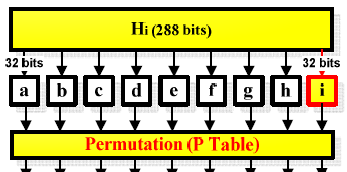 Hi (288 bits)
32 bits 32 bits
a b c d e f g h i
Permutation (P Table)